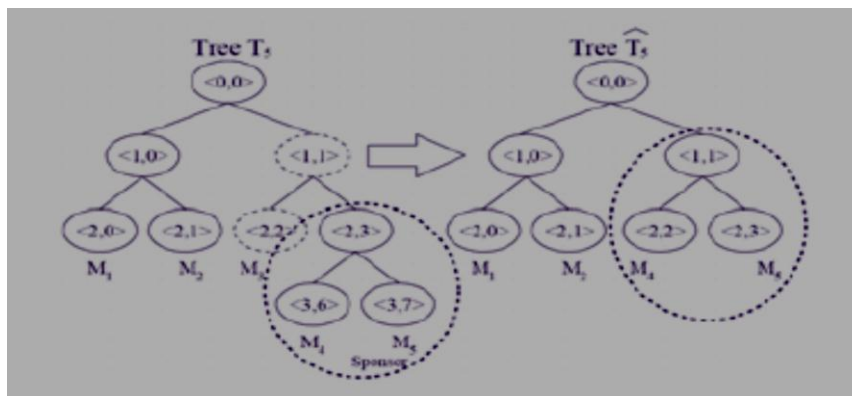 Tree T₅ Tree T̂₅
<0,0> <0,0>
<1,0> <1,1> <1,0> <1,1>
<2,0> <2,1> <2,2> <2,3> <2,0> <2,1> <2,2> <2,3>
M₁ M₂ M₃ M₁ M₂ M₄ M₅
<3,6> <3,7>
M₄ M₅
Sponsor